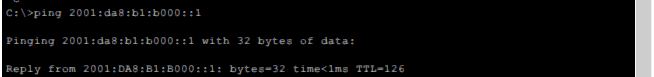 C:\>ping 2001:da8:b1:b000::1
Pinging 2001:da8:b1:b000::1 with 32 bytes of data:
Reply from 2001:DA8:B1:B000::1: bytes=32 time<1ms TTL=126